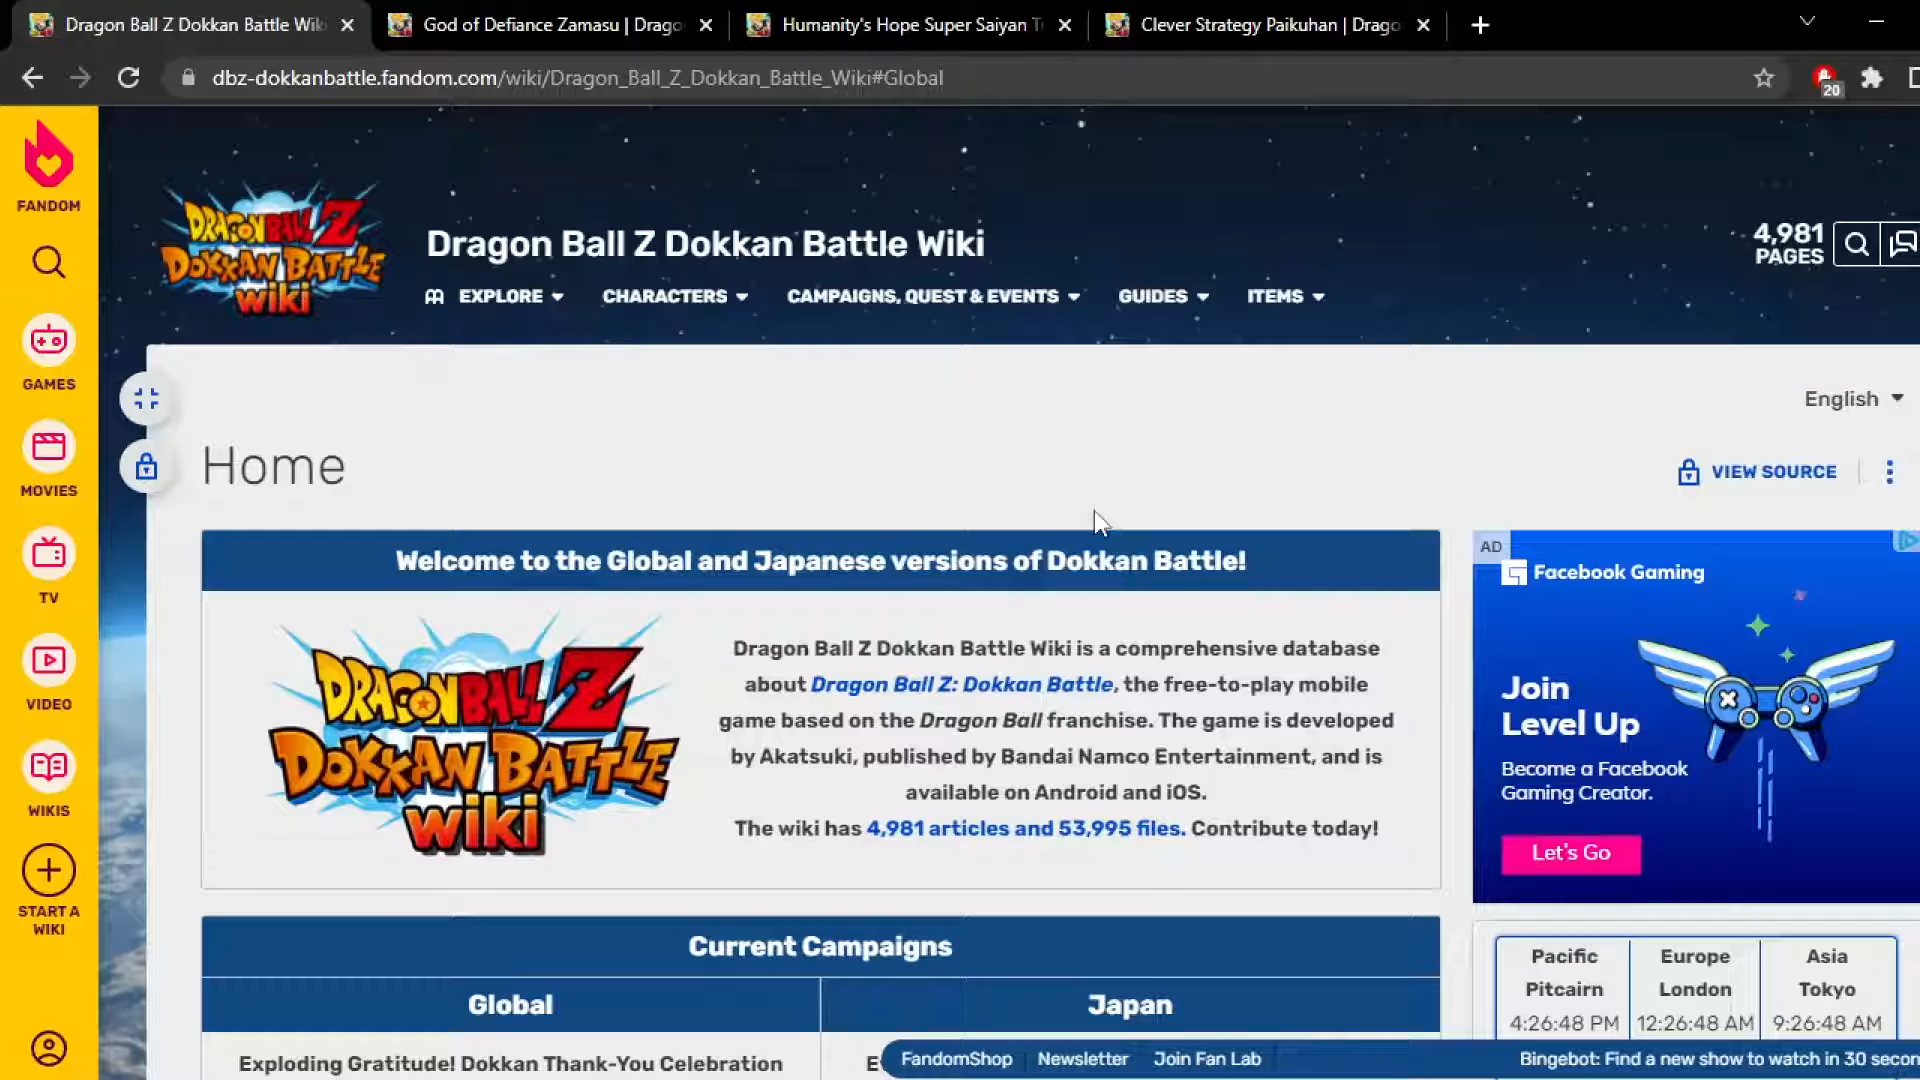 Dragon Ball Z Dokkan Battle Wiki
God of Defiance Zamasu | Drago
Humanity's Hope Super Saiyan T
Clever Strategy Paikuhan | Drago
dbz-dokkanbattle.fandom.com/wiki/Dragon_Ball_Z_Dokkan_Battle_Wiki#Global
20
FANDOM
GAMES
MOVIES
TV
VIDEO
WIKIS
START A
WIKI
DRAGON BALL Z
DOKKAN BATTLE
wiki
Dragon Ball Z Dokkan Battle Wiki
EXPLORE
CHARACTERS
CAMPAIGNS, QUEST & EVENTS
GUIDES
ITEMS
4,981
PAGES
English
Home
VIEW SOURCE
Welcome to the Global and Japanese versions of Dokkan Battle!
DRAGON BALL Z
DOKKAN BATTLE
wiki
Dragon Ball Z Dokkan Battle Wiki is a comprehensive database
about Dragon Ball Z: Dokkan Battle, the free-to-play mobile
game based on the Dragon Ball franchise. The game is developed
by Akatsuki, published by Bandai Namco Entertainment, and is
available on Android and iOS.
The wiki has 4,981 articles and 53,995 files. Contribute today!
AD
Facebook Gaming
Join
Level Up
Become a Facebook
Gaming Creator.
Let's Go
Current Campaigns
Global
Japan
Exploding Gratitude! Dokkan Thank-You Celebration
E
Pacific
Pitcairn
4:26:48 PM
Europe
London
12:26:48 AM
Asia
Tokyo
9:26:48 AM
FandomShop
Newsletter
Join Fan Lab
Bingebot: Find a new show to watch in 30 secon